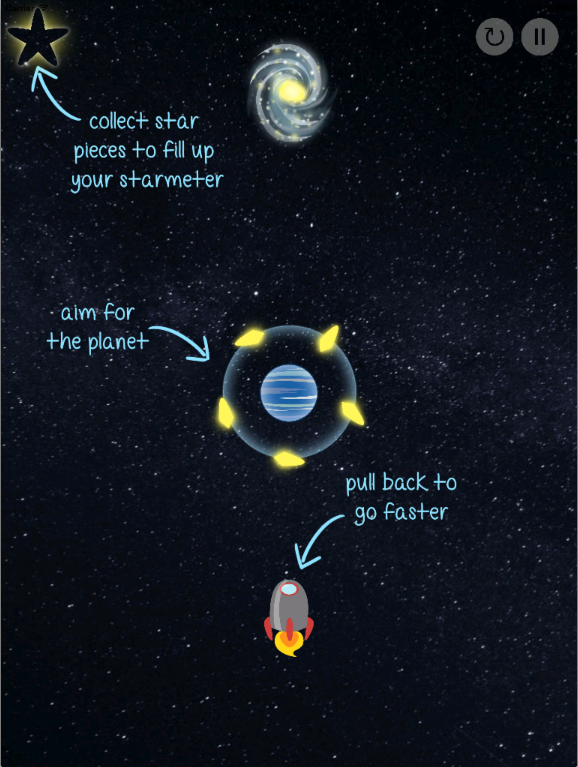 collect star
pieces to fill up
your starmeter
aim for
the planet
pull back to
go faster